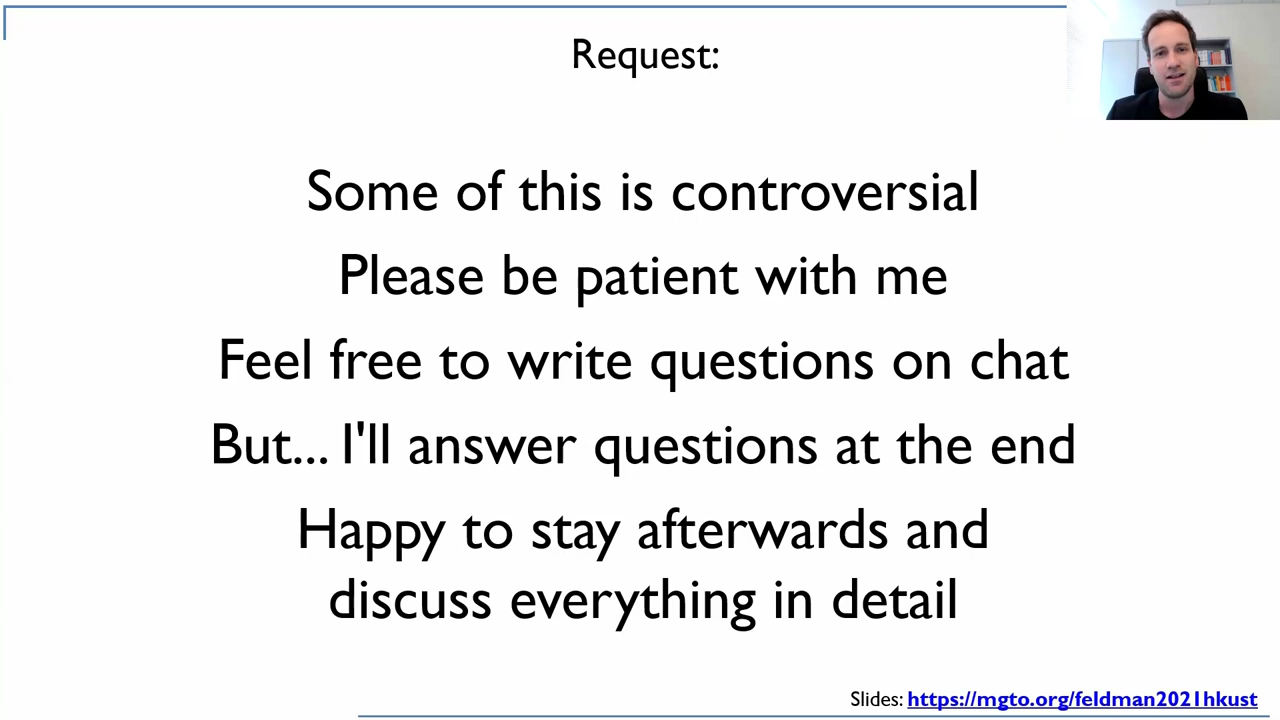 Request:
Some of this is controversial
Please be patient with me
Feel free to write questions on chat
But... I'll answer questions at the end
Happy to stay afterwards and
discuss everything in detail
Slides: https://mgto.org/feldman2021hkust